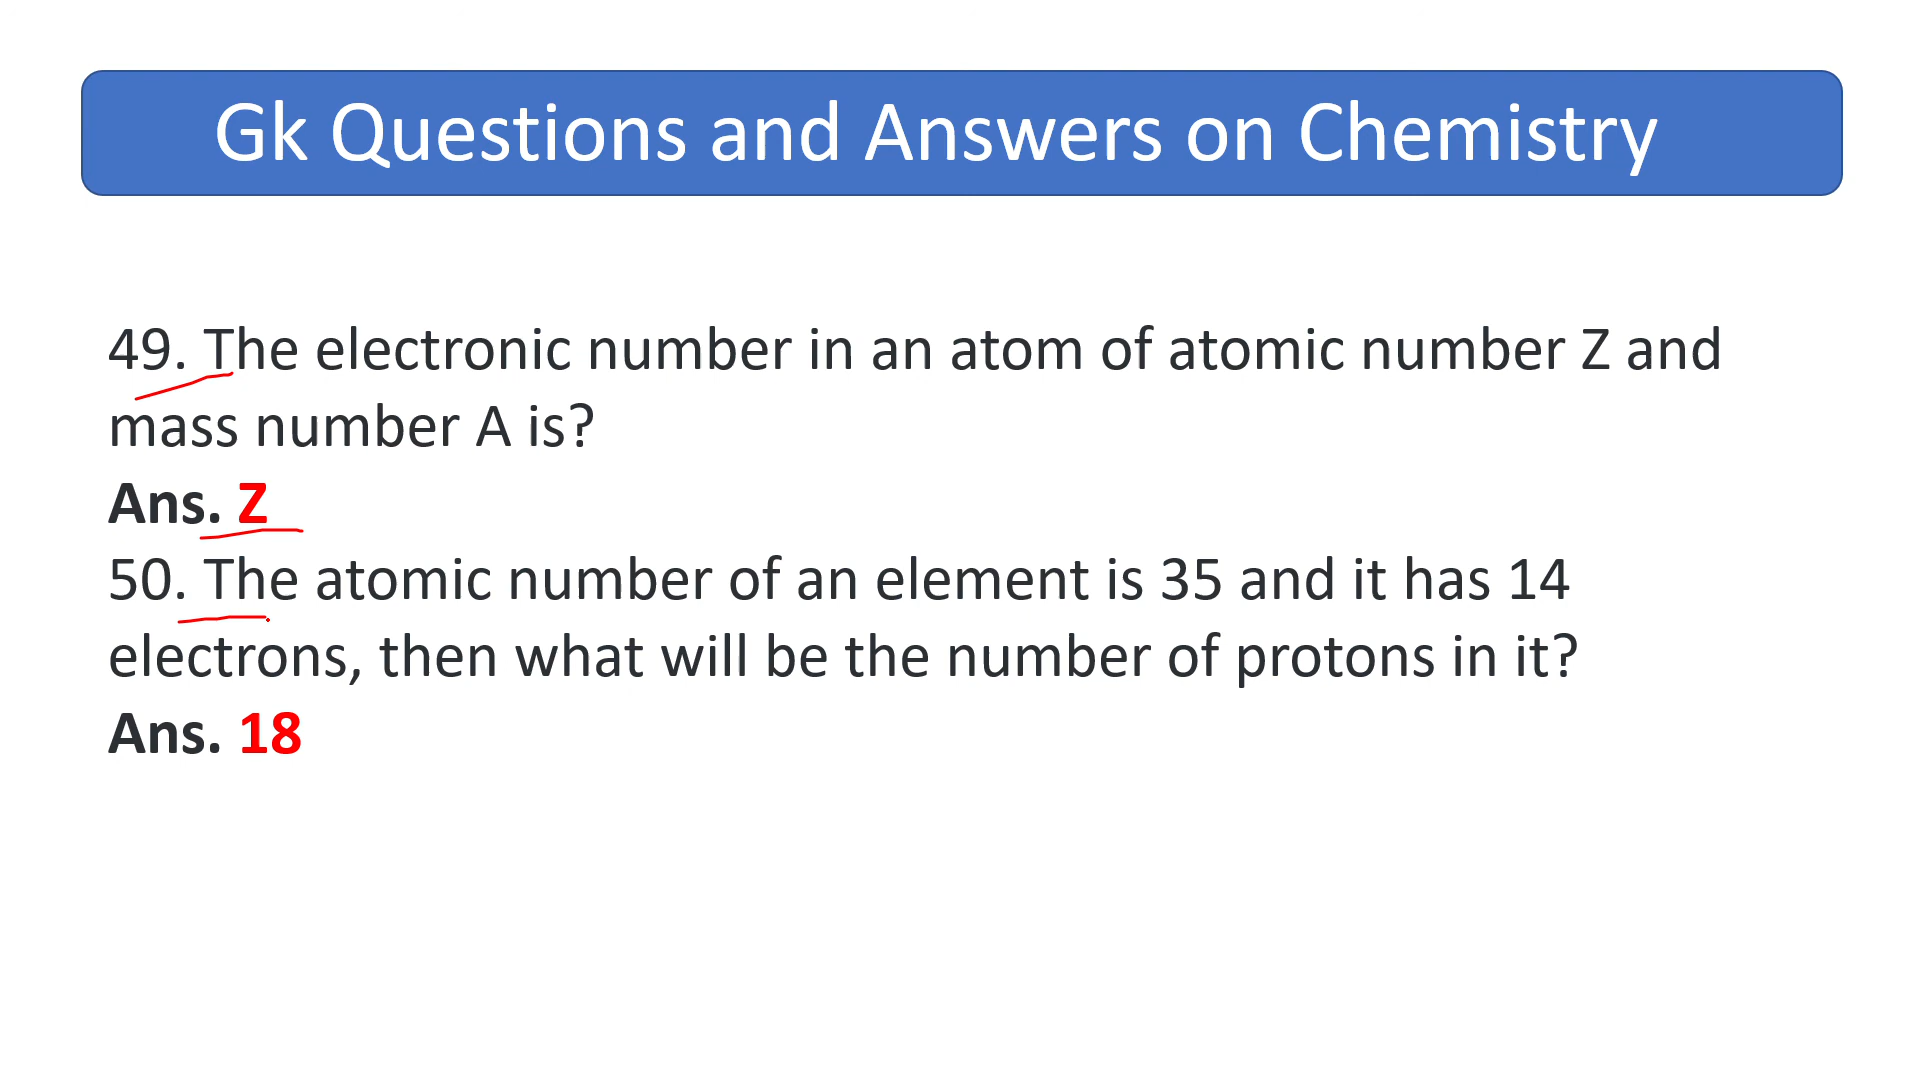 Gk Questions and Answers on Chemistry
49. The electronic number in an atom of atomic number Z and
mass number A is?
Ans. Z
50. The atomic number of an element is 35 and it has 14
electrons, then what will be the number of protons in it?
Ans. 18